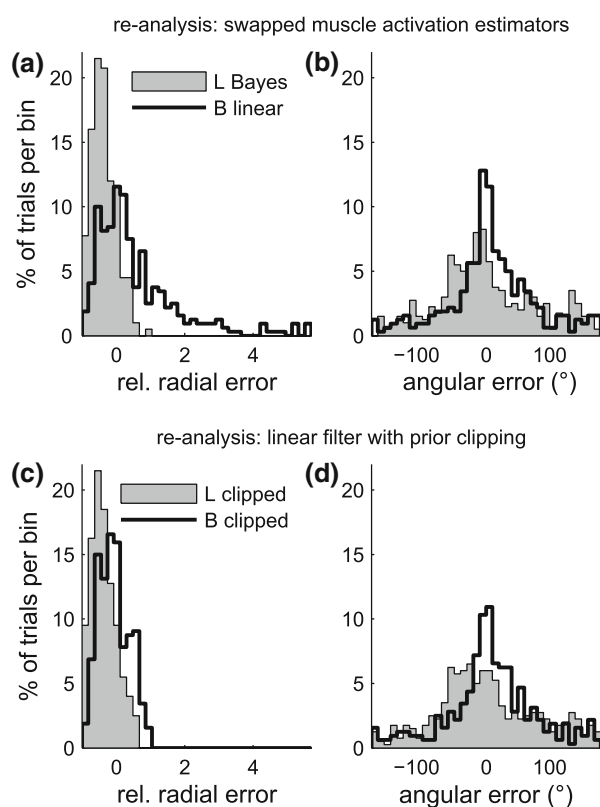 re-analysis: swapped muscle activation estimators
(a)
(b)
L Bayes
B linear
% of trials per bin
20
15
10
5
0
0 2 4
rel. radial error
20
15
10
5
0
−100 0 100
angular error (°)
re-analysis: linear filter with prior clipping
(c)
(d)
L clipped
B clipped
% of trials per bin
20
15
10
5
0
0 2 4
rel. radial error
20
15
10
5
0
−100 0 100
angular error (°)